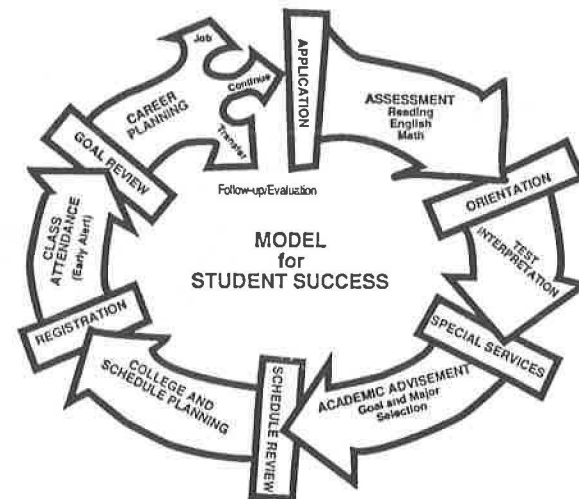 APPLICATION
ASSESSMENT
Reading
English
Math
ORIENTATION
TEST
INTERPRETATION
SPECIAL SERVICES
ACADEMIC ADVISEMENT
Goal and Major
Selection
SCHEDULE REVIEW
COLLEGE AND
SCHEDULE PLANNING
REGISTRATION
CLASS
ATTENDANCE
(Early Alert)
GOAL REVIEW
CAREER
PLANNING
Job
Continue
Transfer
Follow-up/Evaluation
MODEL
for
STUDENT SUCCESS